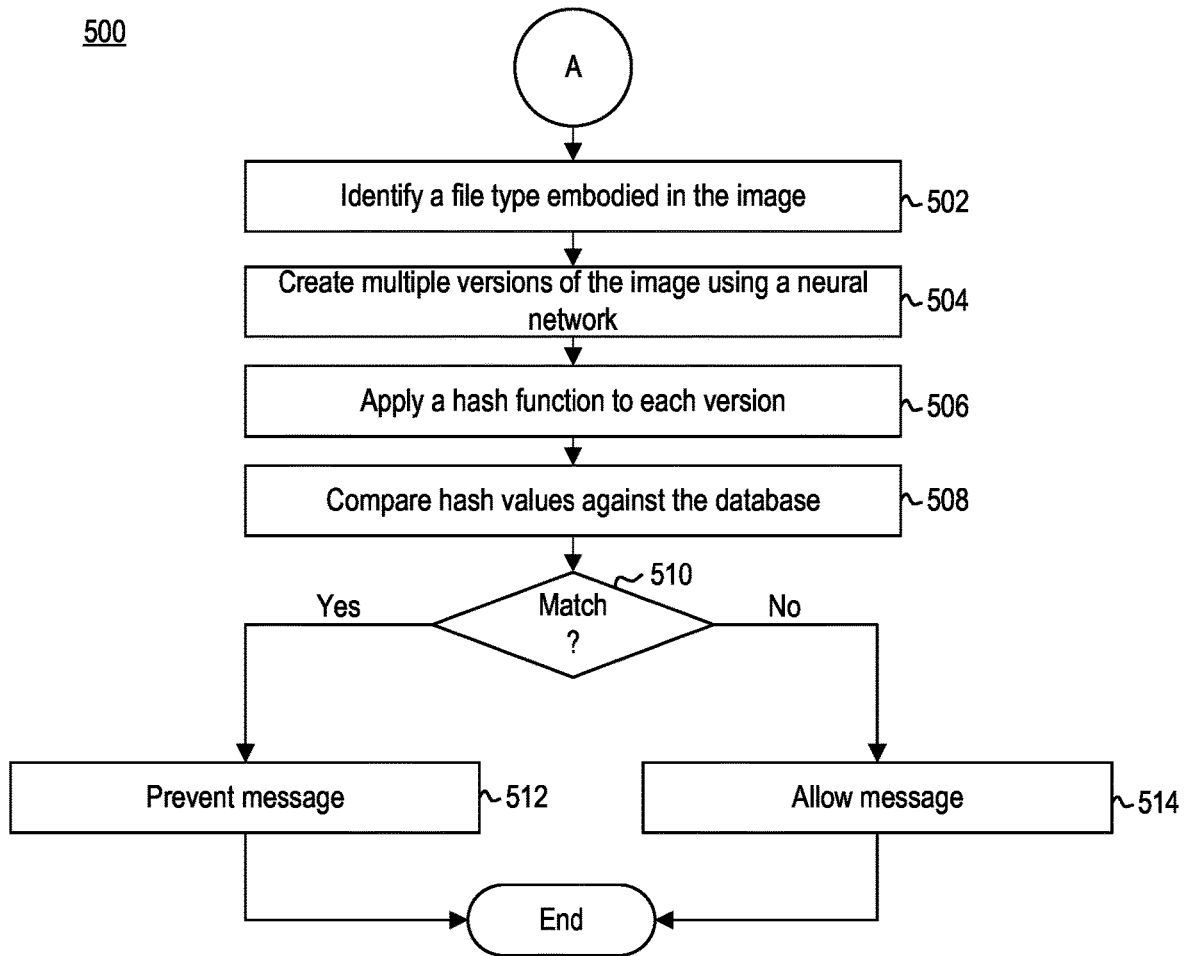 500
A
Identify a file type embodied in the image
502
Create multiple versions of the image using a neural
network
504
Apply a hash function to each version
506
Compare hash values against the database
508
510
Match
?
Yes
No
Prevent message
512
Allow message
514
End